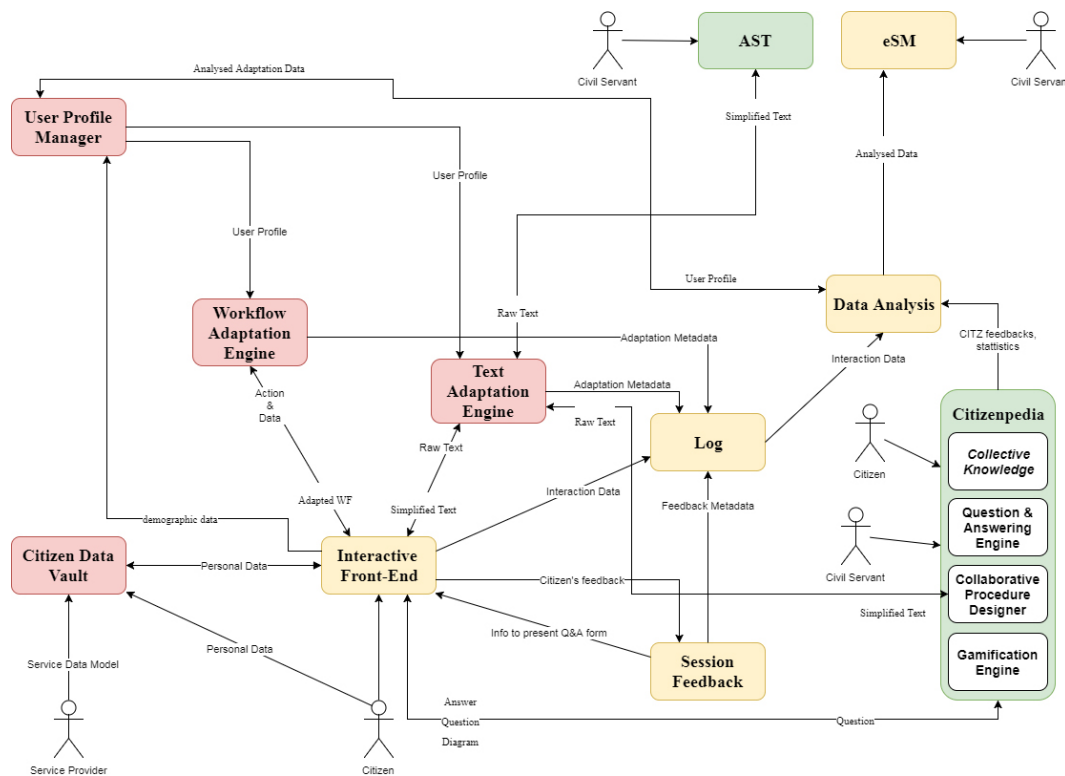 AST
eSM
Civil Servant
Civil Servant
Analysed Adaptation Data
User Profile
Manager
Simplified Text
Analysed Data
User Profile
User Profile
User Profile
Workflow
Adaptation
Engine
Raw Text
Data Analysis
Adaptation Metadata
CITZ feedbacks,
stattistics
Interaction Data
Text
Adaptation
Engine
Adaptation Metadata
Action
&
Data
Raw Text
Citizenpedia
Log
Raw Text
Citizen
Collective
Knowledge
Interaction Data
Adapted WF
Simplified Text
Feedback Metadata
demographic data
Question &
Answering
Engine
Citizen Data
Vault
Personal Data
Interactive
Front-End
Civil Servant
Citizen's feedback
Collaborative
Procedure
Designer
Simplified Text
Info to present Q&A form
Personal Data
Service Data Model
Session
Feedback
Gamification
Engine
Answer
Question
Diagram
Question
Service Provider
Citizen